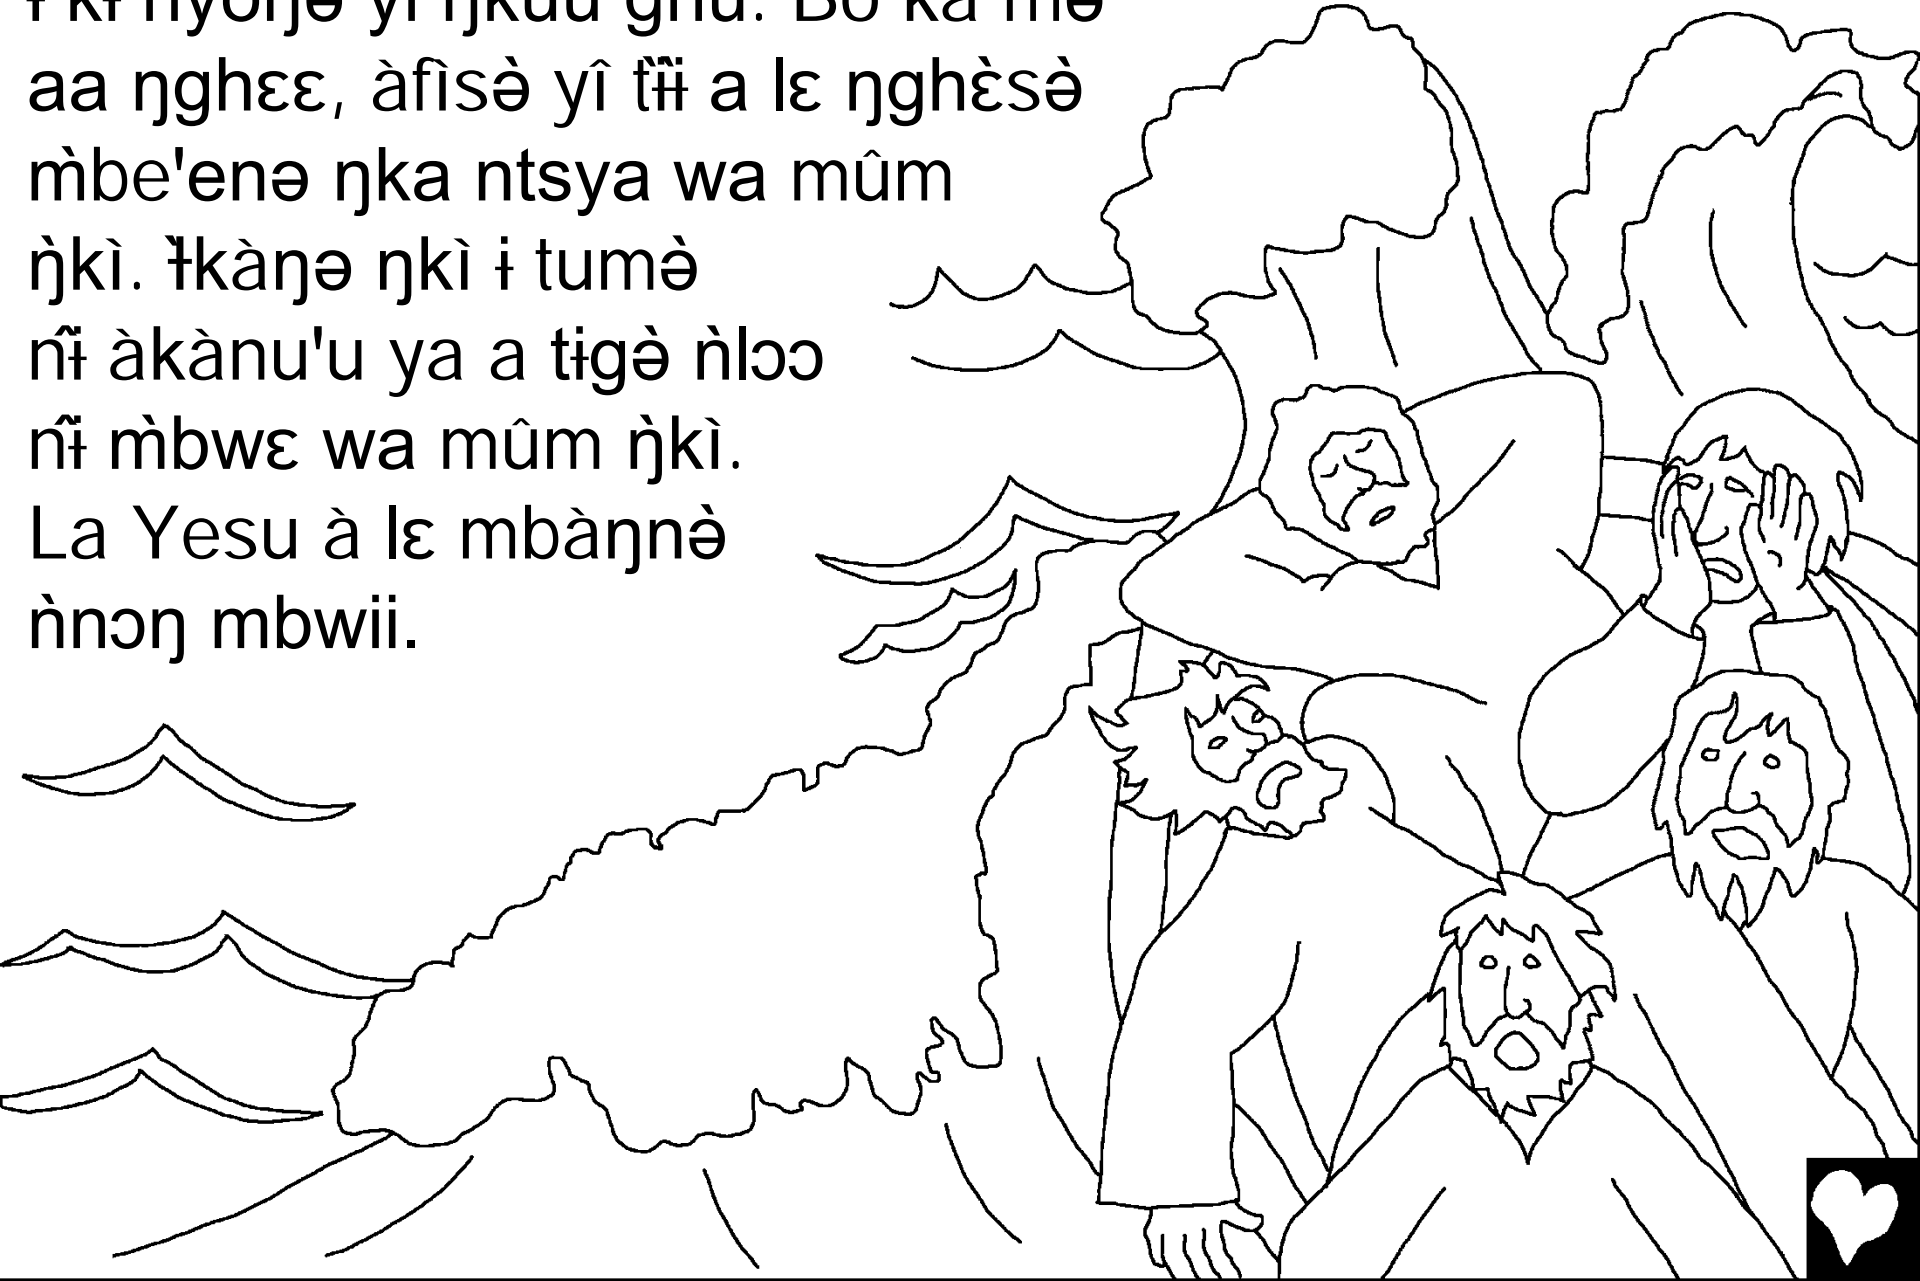 aa ŋghɛɛ, àfìsə̀ yî tɨ̀ɨ̀ a lɛ ŋghɛ̀sə̀
m̀be'enə ŋka ntsya wa mûm
ŋ̀kì. Ɨ̀kàŋə ŋkì ɨ tumə̀
nɨ̂ɨ àkànu'u ya a tɨgə̀ ǹlɔɔ
nɨ̂ɨ m̀bwɛ wa mûm ŋ̀kì.
La Yesu à lɛ mbàŋnə̀
ǹnɔŋ mbwii.